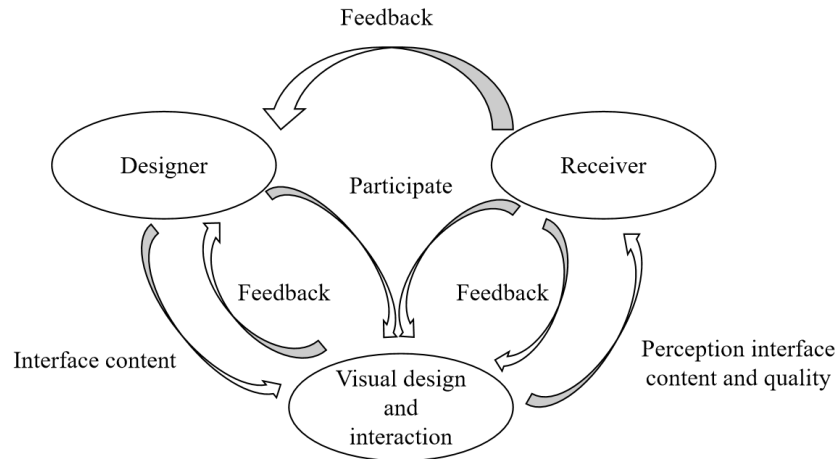 Feedback
Designer
Receiver
Participate
Feedback
Feedback
Interface content
Perception interface
content and quality
Visual design
and
interaction